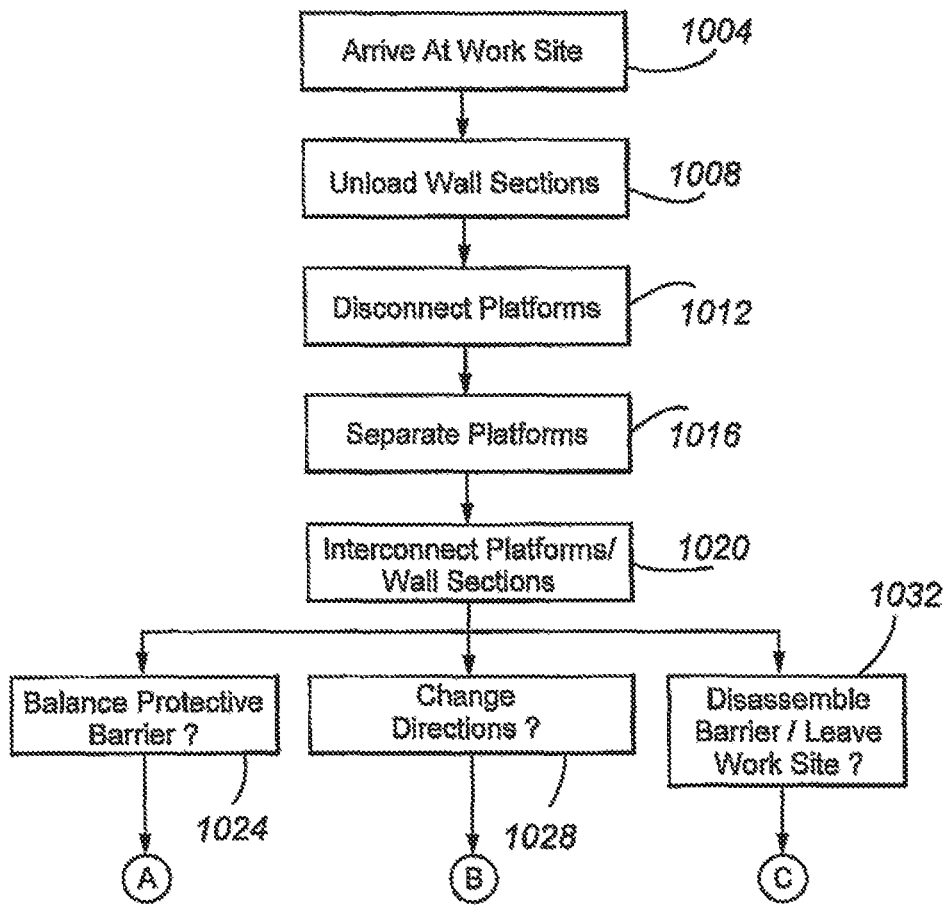 Arrive At Work Site
1004
Unload Wall Sections
1008
Disconnect Platforms
1012
Separate Platforms
1016
Interconnect Platforms/
Wall Sections
1020
1032
Balance Protective
Barrier ?
1024
Change
Directions ?
1028
Disassemble
Barrier / Leave
Work Site ?
A
B
C